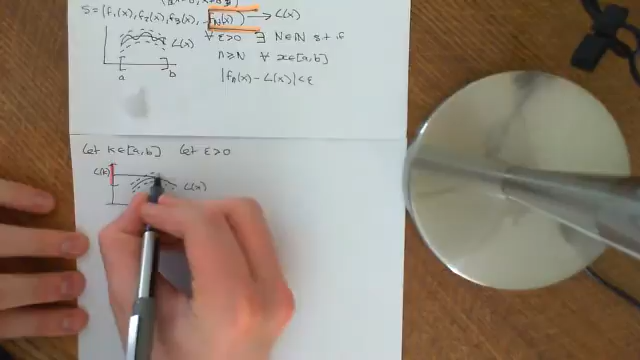 S = {f₁(x), f₂(x), f₃(x), fₙ(x)} → L(x)
L(x)
a b
∀ ε>0 ∃ N∈ℕ s.t if
n≥N ∀ x∈[a,b]
|fₙ(x) - L(x)| < ε
Let k∈[a,b] Let ε>0
L(k)
L(x)